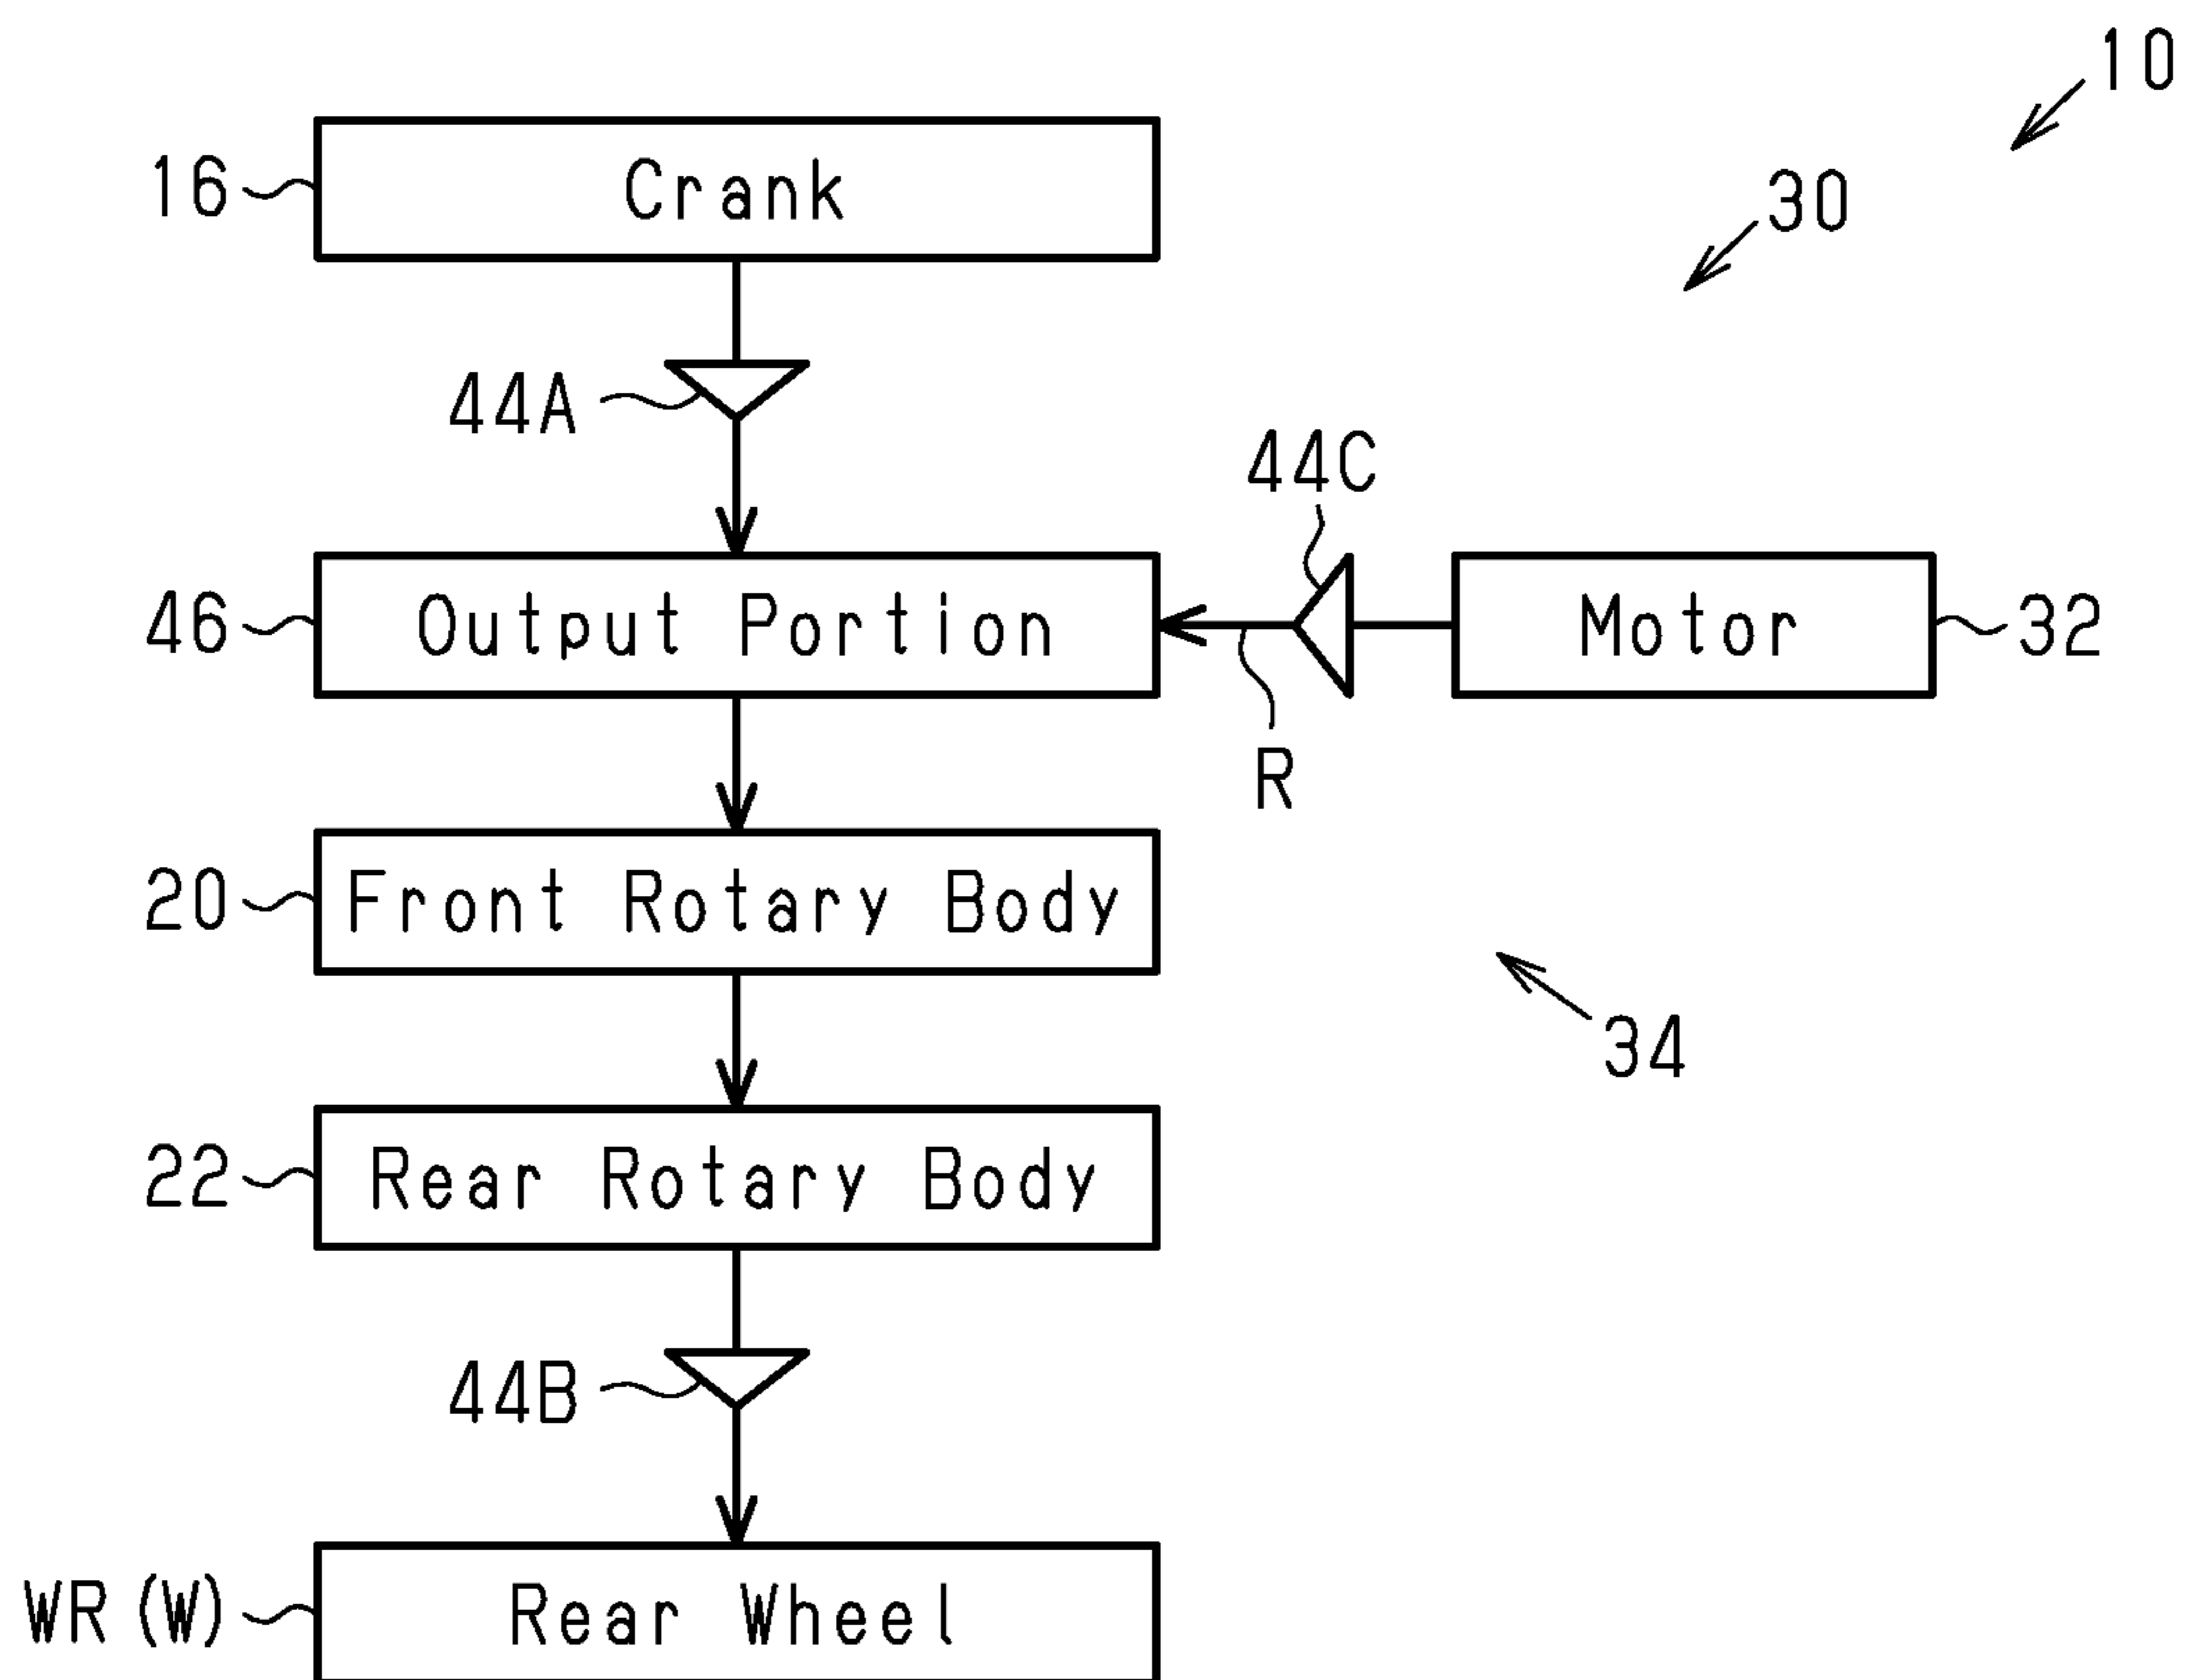 10
30
16 Crank
44A
44C
46 Output Portion
Motor 32
R
20 Front Rotary Body
34
22 Rear Rotary Body
44B
WR(W) Rear Wheel